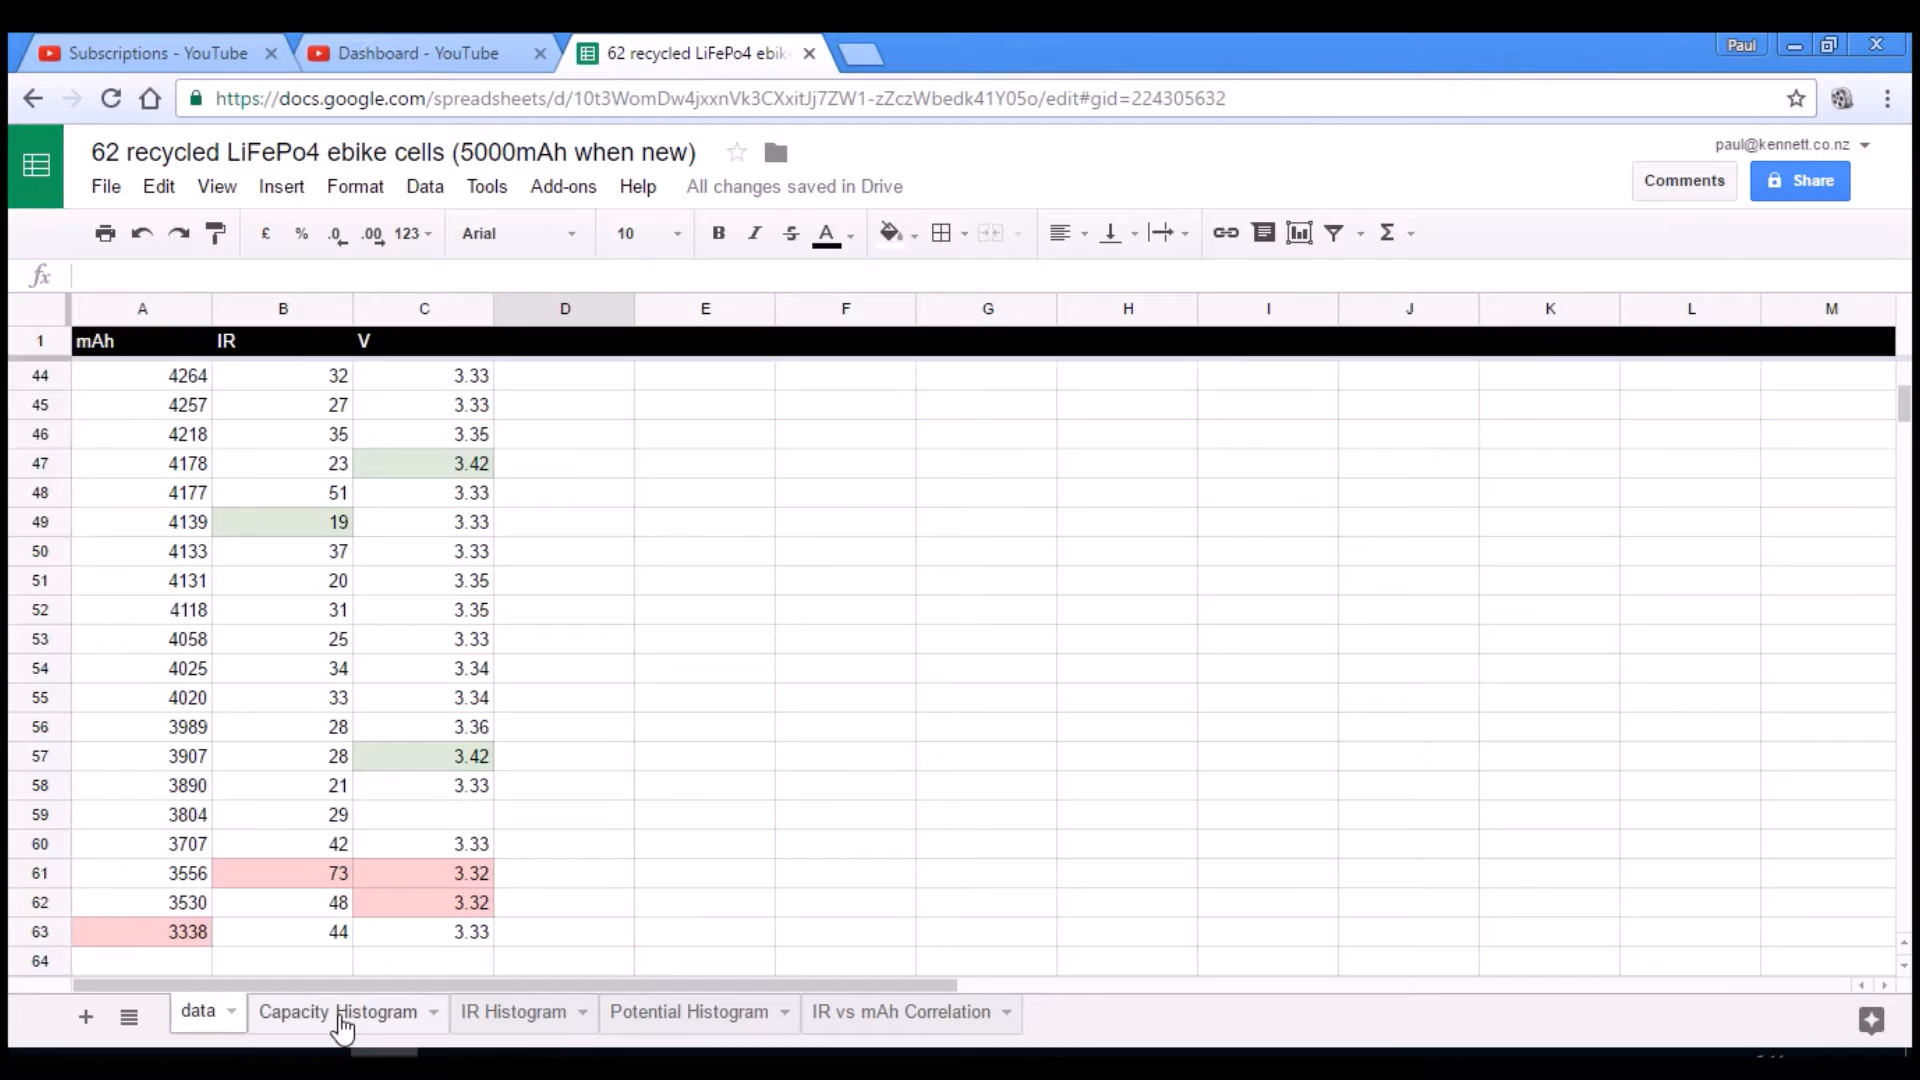 Subscriptions - YouTube
Dashboard - YouTube
62 recycled LiFePo4 ebike
Paul
https://docs.google.com/spreadsheets/d/10t3WomDw4jxxnVk3CXxitJj7ZW1-zZczWbedk41Y05o/edit#gid=224305632
62 recycled LiFePo4 ebike cells (5000mAh when new)
paul@kennett.co.nz
File Edit View Insert Format Data Tools Add-ons Help All changes saved in Drive
Comments
Share
£ % .0 .00 123 Arial 10 B I S A Σ
fx
A B C D E F G H I J K L M
1 mAh IR V
44 4264 32 3.33
45 4257 27 3.33
46 4218 35 3.35
47 4178 23 3.42
48 4177 51 3.33
49 4139 19 3.33
50 4133 37 3.33
51 4131 20 3.35
52 4118 31 3.35
53 4058 25 3.33
54 4025 34 3.34
55 4020 33 3.34
56 3989 28 3.36
57 3907 28 3.42
58 3890 21 3.33
59 3804 29
60 3707 42 3.33
61 3556 73 3.32
62 3530 48 3.32
63 3338 44 3.33
64
data Capacity Histogram IR Histogram Potential Histogram IR vs mAh Correlation